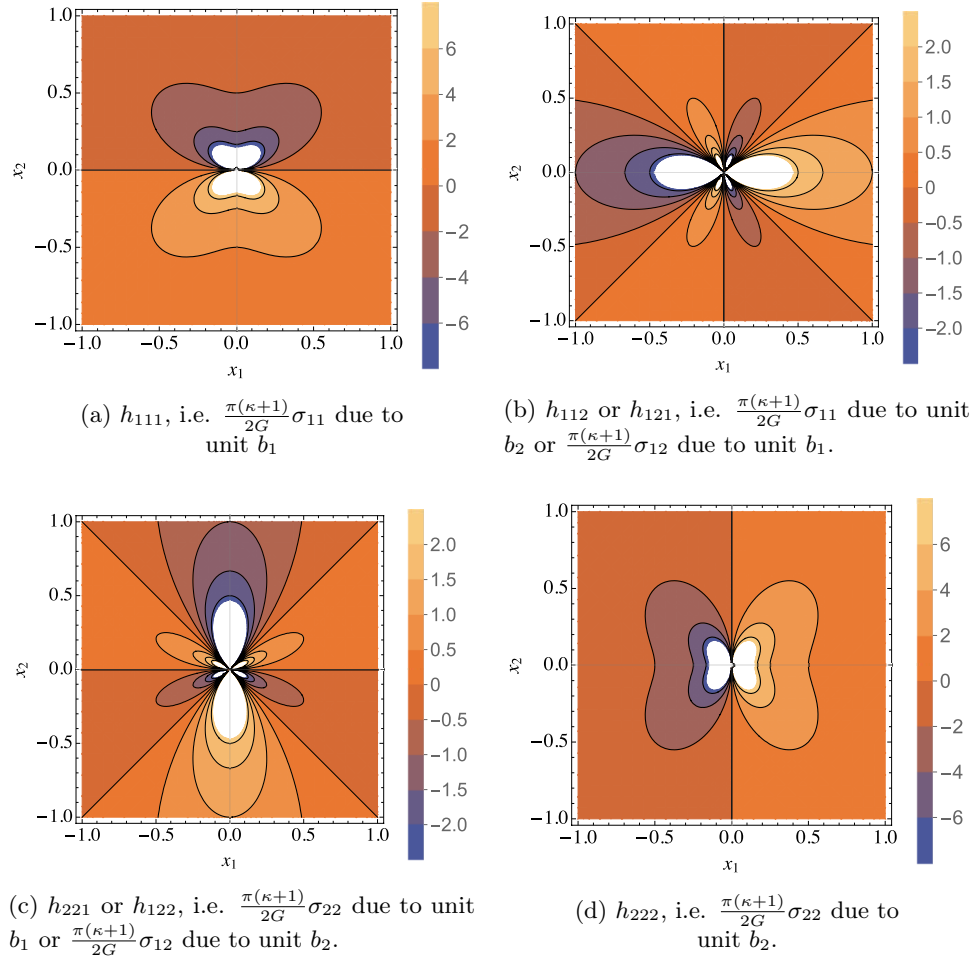 1.0
0.5
0.0
−0.5
−1.0
x₂
−1.0 −0.5 0.0 0.5 1.0
x₁
6
4
2
0
−2
−4
−6
(a) h₁₁₁, i.e. π(κ+1)/2G σ₁₁ due to
unit b₁
1.0
0.5
0.0
−0.5
−1.0
x₂
−1.0 −0.5 0.0 0.5 1.0
x₁
2.0
1.5
1.0
0.5
0
−0.5
−1.0
−1.5
−2.0
(b) h₁₁₂ or h₁₂₁, i.e. π(κ+1)/2G σ₁₁ due to unit
b₂ or π(κ+1)/2G σ₁₂ due to unit b₁.
1.0
0.5
0.0
−0.5
−1.0
x₂
−1.0 −0.5 0.0 0.5 1.0
x₁
2.0
1.5
1.0
0.5
0
−0.5
−1.0
−1.5
−2.0
(c) h₂₂₁ or h₁₂₂, i.e. π(κ+1)/2G σ₂₂ due to unit
b₁ or π(κ+1)/2G σ₁₂ due to unit b₂.
1.0
0.5
0.0
−0.5
−1.0
x₂
−1.0 −0.5 0.0 0.5 1.0
x₁
6
4
2
0
−2
−4
−6
(d) h₂₂₂, i.e. π(κ+1)/2G σ₂₂ due to
unit b₂.